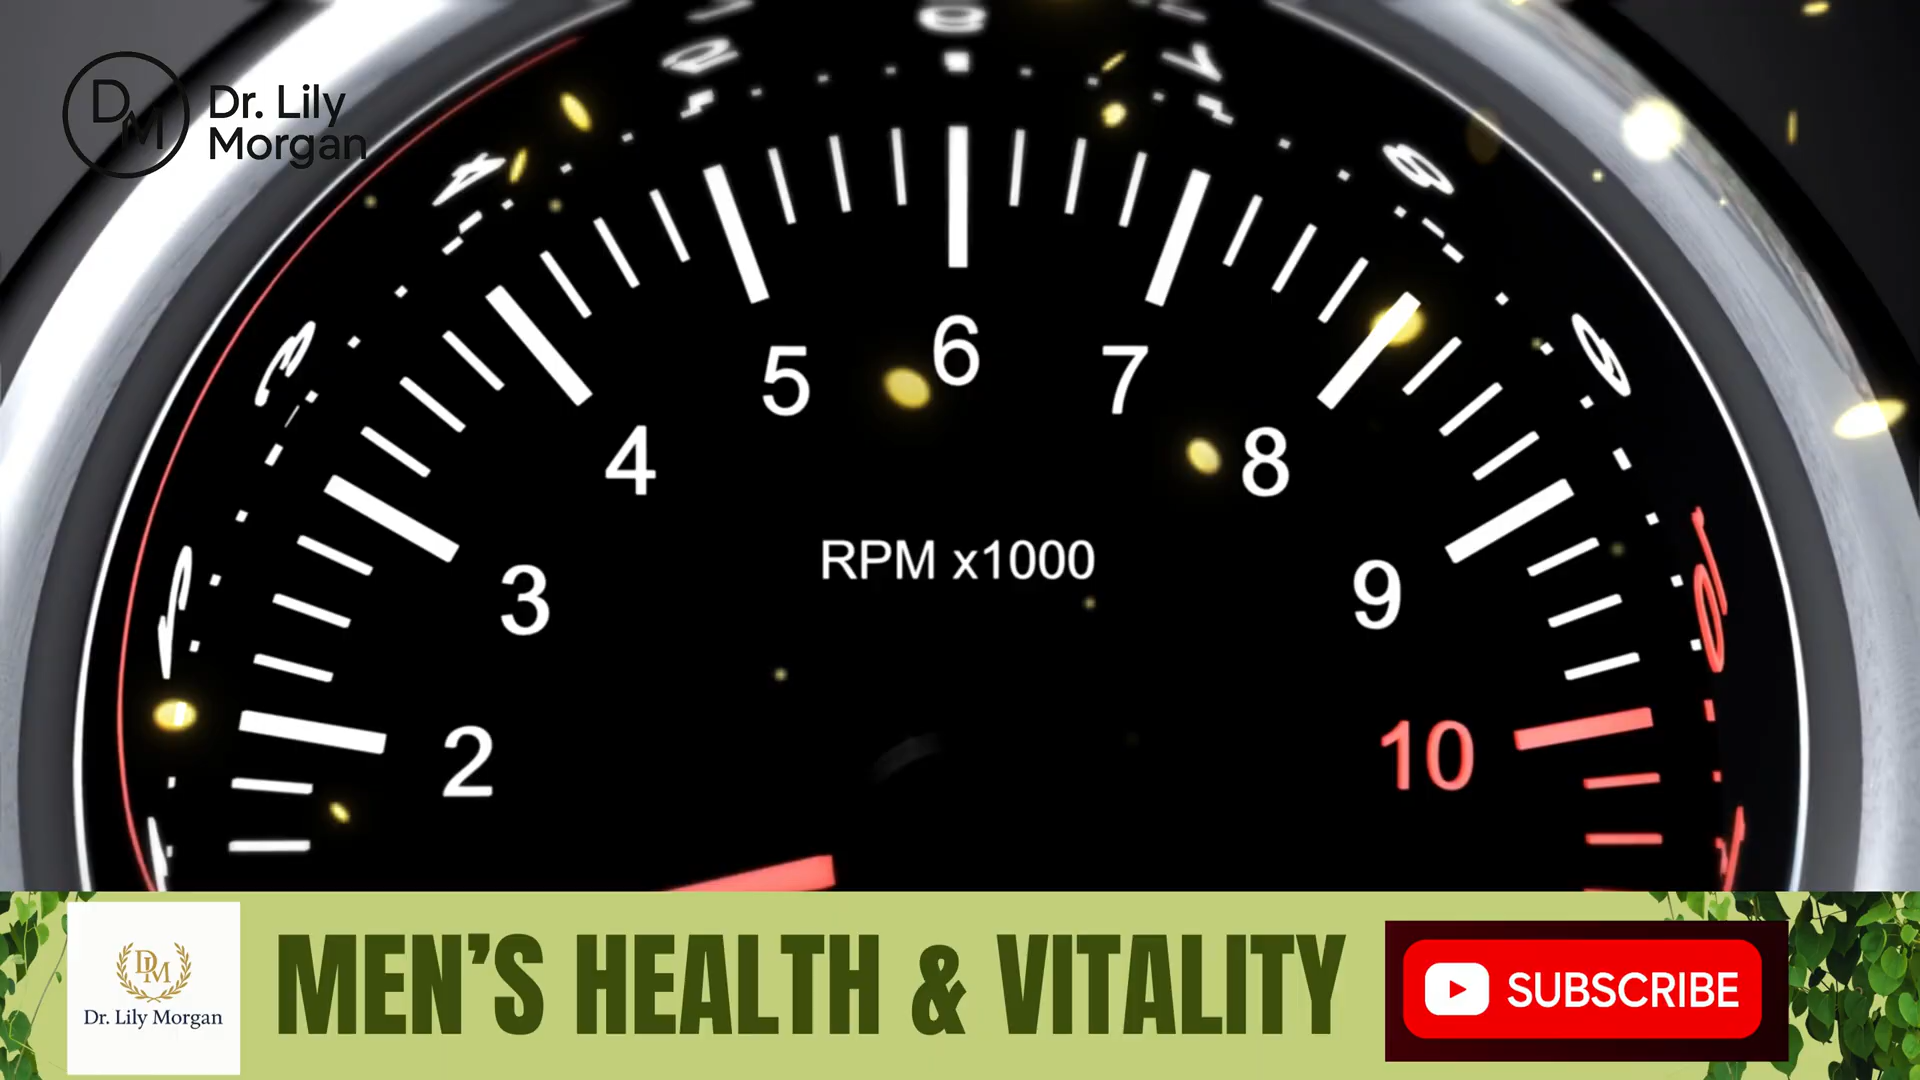 DM
Dr. Lily
Morgan
2
3
4
5
6
7
8
9
10
RPM x1000
DM
Dr. Lily Morgan
MEN'S HEALTH & VITALITY
SUBSCRIBE